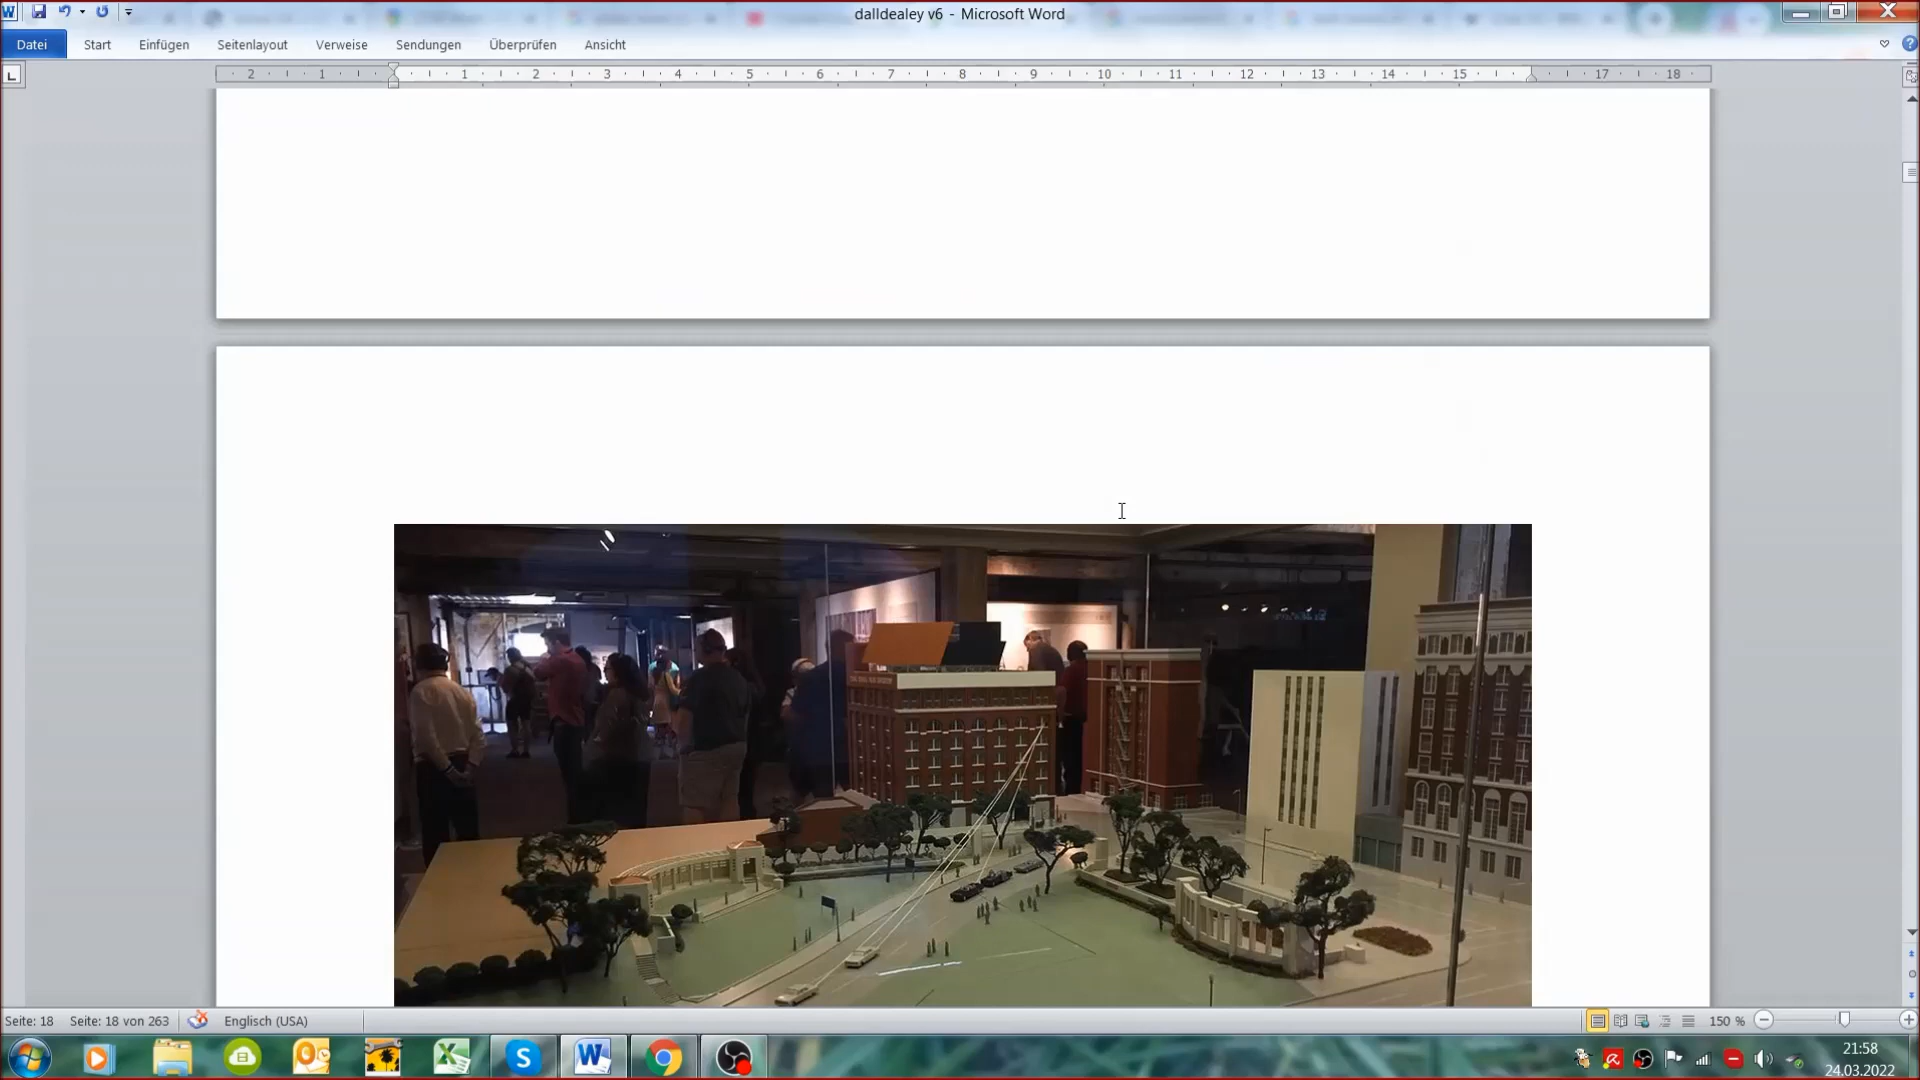 dalldealey v6 - Microsoft Word
Datei Start Einfügen Seitenlayout Verweise Sendungen Überprüfen Ansicht
2 1 1 2 3 4 5 6 7 8 9 10 11 12 13 14 15 17 18
Seite: 18 Seite: 18 von 263 Englisch (USA) 150 %
21:58
24.03.2022